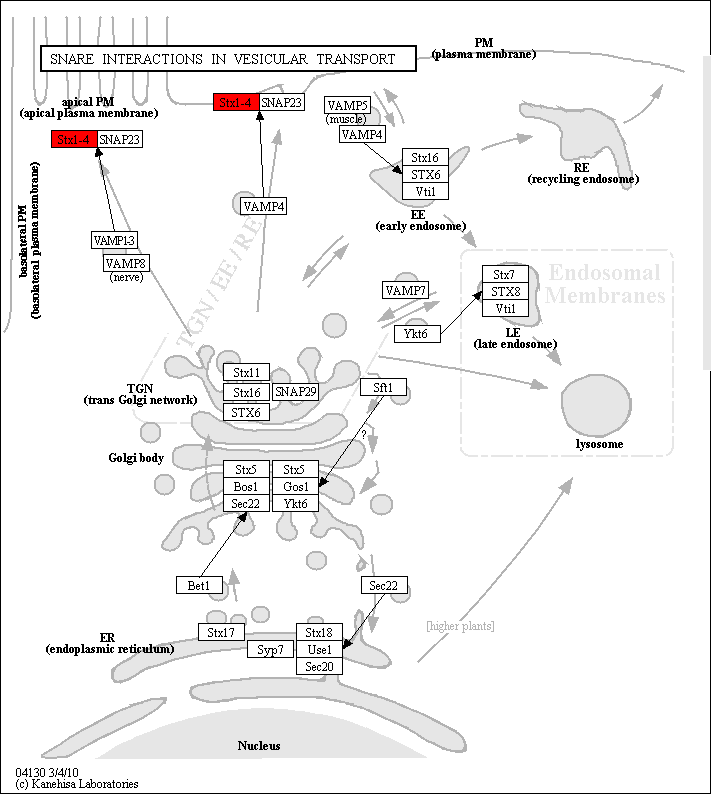 PM
(plasma membrane)
SNARE INTERACTIONS IN VESICULAR TRANSPORT
apical PM
(apical plasma membrane)
Stx1-4 SNAP23
VAMP5
(muscle)
VAMP4
Stx1-4 SNAP23
Stx16
STX6
Vti1
RE
(recycling endosome)
VAMP4
EE
(early endosome)
basolateral PM
(basolateral plasma membrane)
VAMP13
VAMP8
(nerve)
TGN / EE / RE
Endosomal
Membranes
Stx7
STX8
Vti1
VAMP7
Ykt6
LE
(late endosome)
Stx11
Stx16 SNAP29
STX6
TGN
(trans Golgi network)
Sft1
?
lysosome
Golgi body
Stx5 Stx5
Bos1 Gos1
Sec22 Ykt6
Bet1
Sec22
[higher plants]
ER
(endoplasmic reticulum)
Stx17
Stx18
Syp7 Use1
Sec20
Nucleus
04130 3/4/10
(c) Kanehisa Laboratories